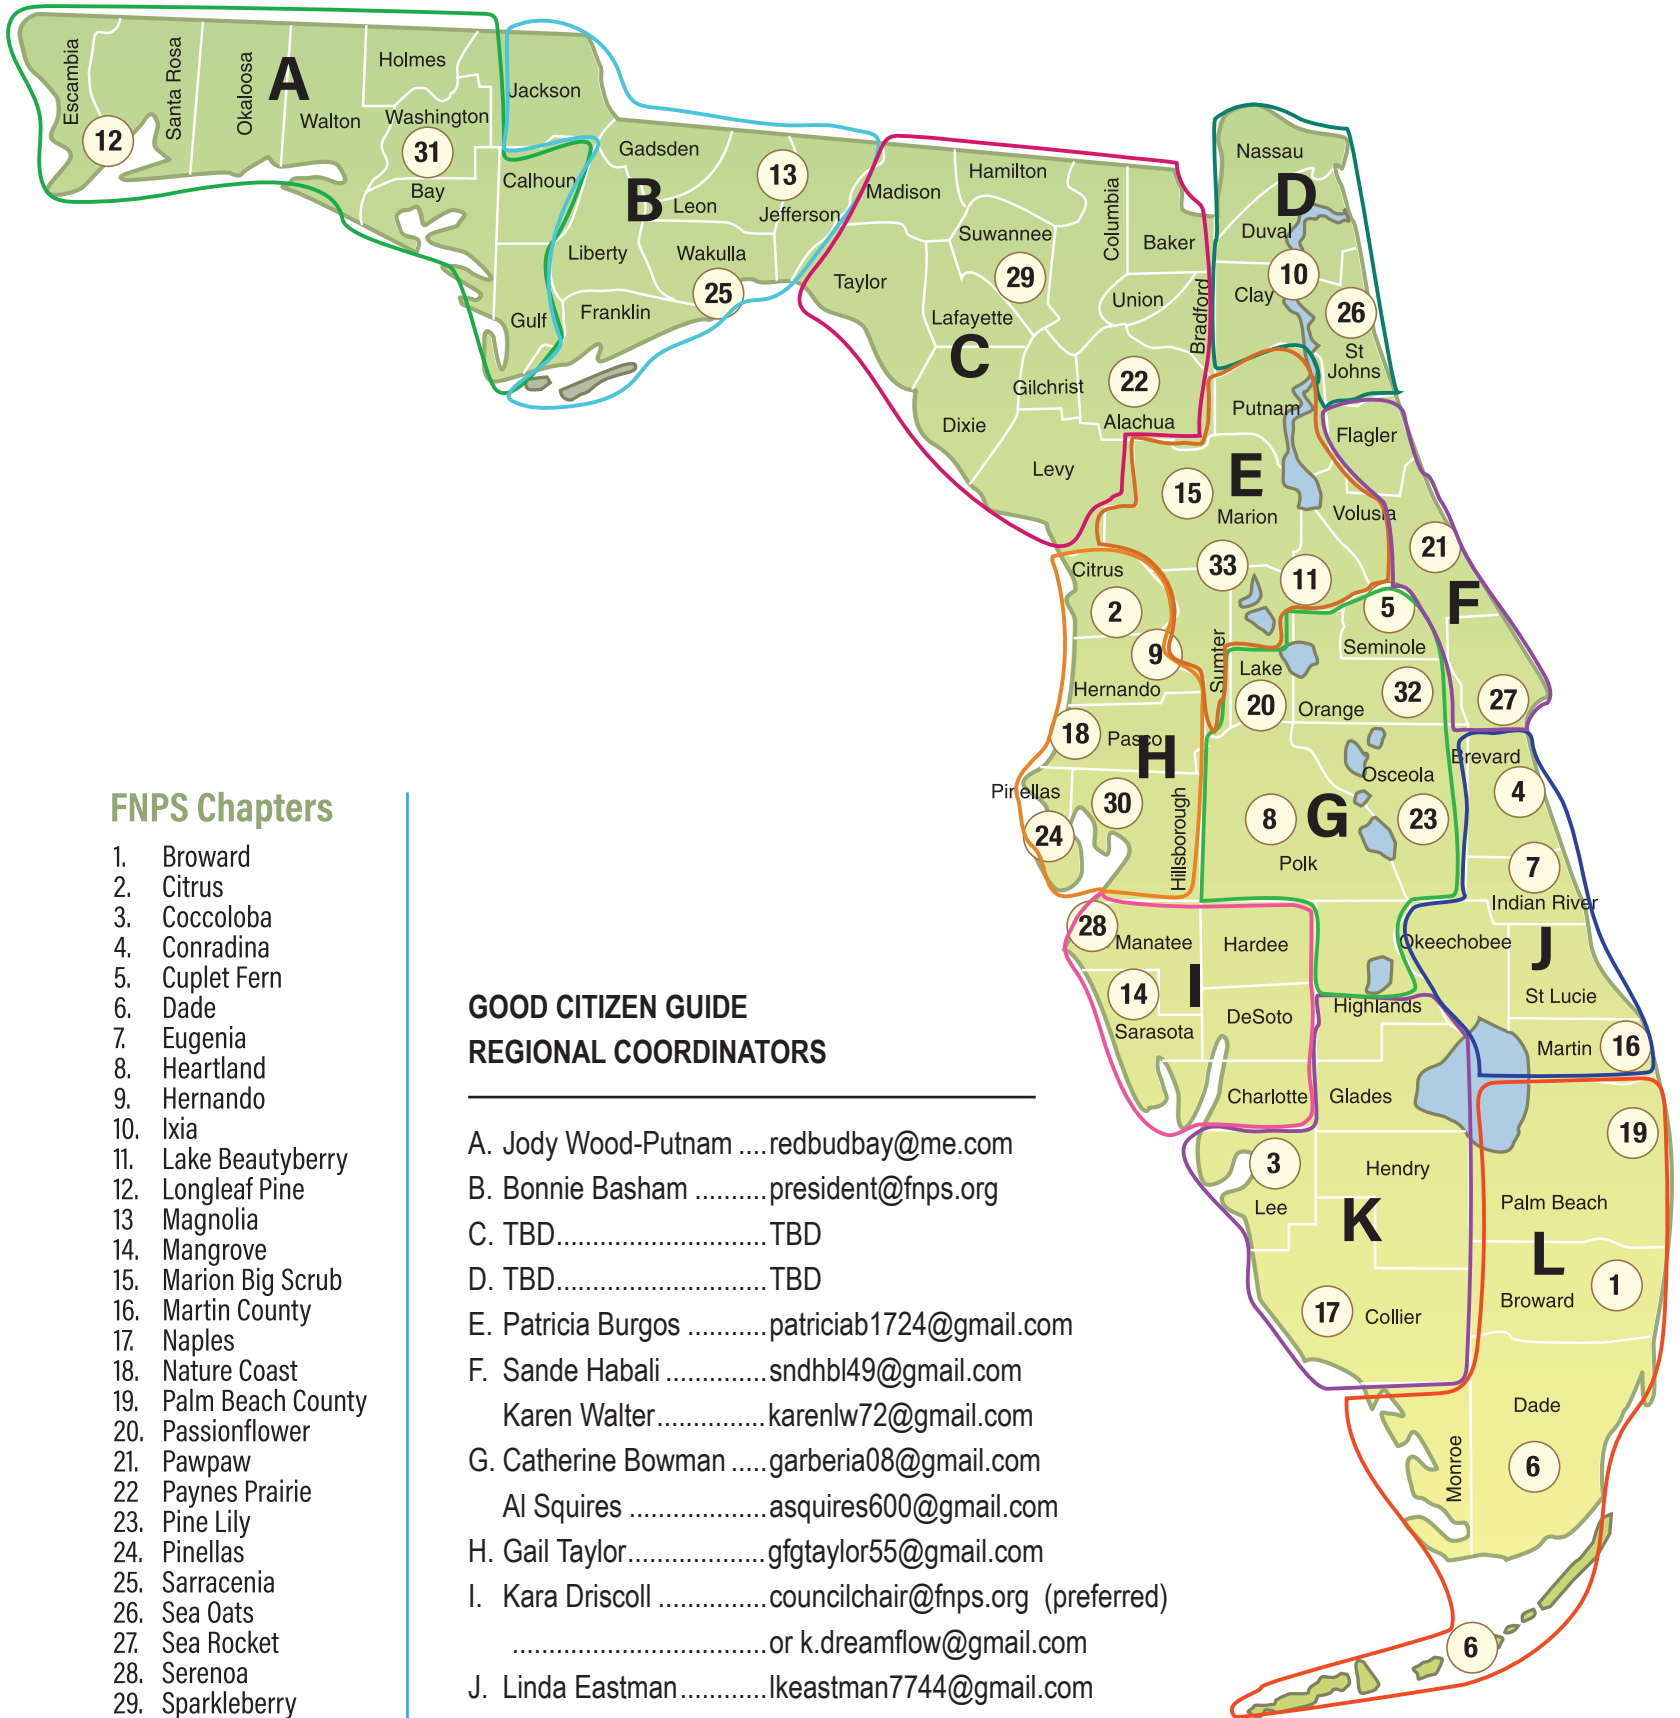 Escambia
Santa Rosa
Okaloosa
A
Walton
Holmes
Washington
12
31
Bay
Jackson
Calhoun
Gulf
Gadsden
B
Leon
13
Jefferson
Liberty
Wakulla
25
Franklin
Madison
Hamilton
Columbia
Suwannee
Baker
29
Taylor
Union
Bradford
Lafayette
C
Gilchrist
22
Alachua
Dixie
Levy
Nassau
D
Duval
10
Clay
26
St
Johns
Putnam
Flagler
E
15
Marion
Volusia
21
33
11
Citrus
2
5
F
Seminole
9
Sumter
Lake
Hernando
20
Orange
32
27
18
Pasco
H
Brevard
Osceola
4
Pinellas
30
Hillsborough
8
G
23
24
Polk
7
Indian River
28
Manatee
Hardee
Okeechobee
J
14
I
St Lucie
Sarasota
DeSoto
Highlands
Martin
16
Charlotte
Glades
19
3
Hendry
Lee
K
Palm Beach
L
1
Broward
17
Collier
Dade
Monroe
6
6
FNPS Chapters
1. Broward
2. Citrus
3. Coccoloba
4. Conradina
5. Cuplet Fern
6. Dade
7. Eugenia
8. Heartland
9. Hernando
10. Ixia
11. Lake Beautyberry
12. Longleaf Pine
13 Magnolia
14. Mangrove
15. Marion Big Scrub
16. Martin County
17. Naples
18. Nature Coast
19. Palm Beach County
20. Passionflower
21. Pawpaw
22 Paynes Prairie
23. Pine Lily
24. Pinellas
25. Sarracenia
26. Sea Oats
27. Sea Rocket
28. Serenoa
29. Sparkleberry
GOOD CITIZEN GUIDE
REGIONAL COORDINATORS
A. Jody Wood-Putnam ....redbudbay@me.com
B. Bonnie Basham ..........president@fnps.org
C. TBD.............................TBD
D. TBD.............................TBD
E. Patricia Burgos ...........patriciab1724@gmail.com
F. Sande Habali ..............sndhbl49@gmail.com
Karen Walter...............karenlw72@gmail.com
G. Catherine Bowman .....garberia08@gmail.com
Al Squires ...................asquires600@gmail.com
H. Gail Taylor...................gfgtaylor55@gmail.com
I. Kara Driscoll ...............councilchair@fnps.org (preferred)
...................................or k.dreamflow@gmail.com
J. Linda Eastman............lkeastman7744@gmail.com